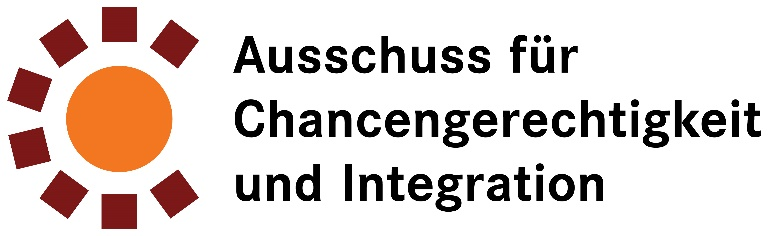 Ausschuss für
Chancengerechtigkeit
und Integration